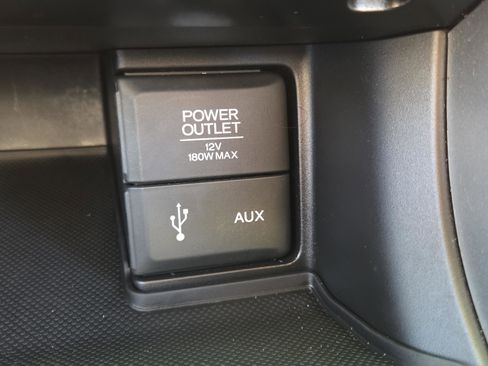 POWER
OUTLET
12V
180W MAX
AUX